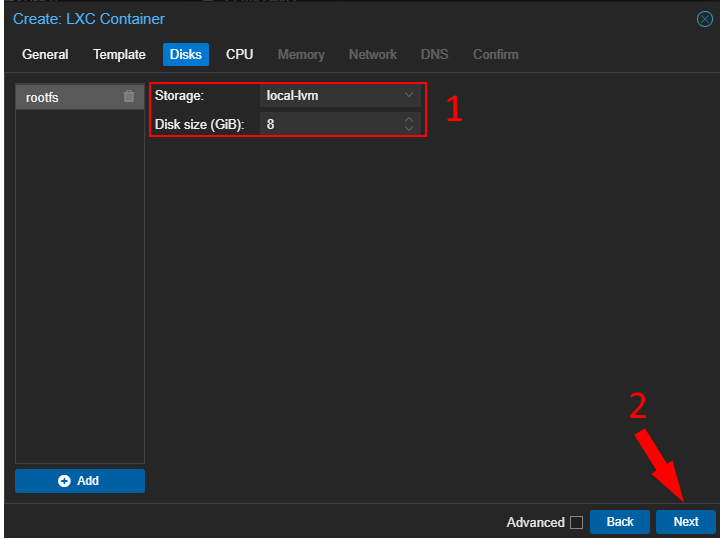 Create: LXC Container
General Template Disks CPU Memory Network DNS Confirm
rootfs
Storage: local-lvm
Disk size (GiB): 8
1
2
Add
Advanced Back Next